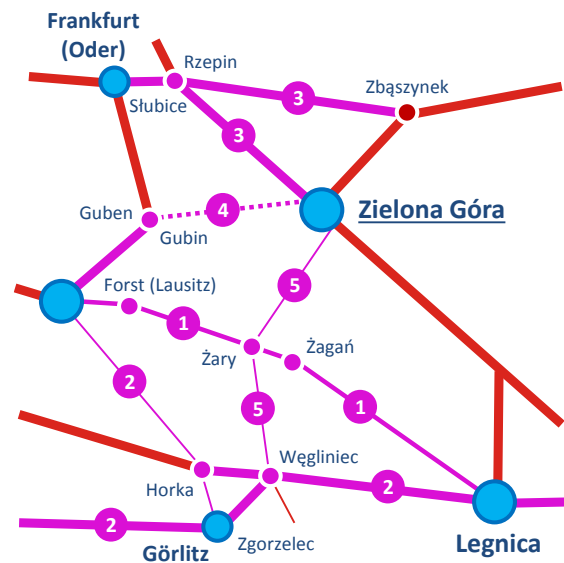 Frankfurt
(Oder)
Rzepin
Słubice
Zbąszynek
3
3
Guben
Gubin
4
Zielona Góra
5
Forst (Lausitz)
1
Żary
Żagań
2
5
1
Węgliniec
Horka
2
2
Görlitz
Zgorzelec
Legnica